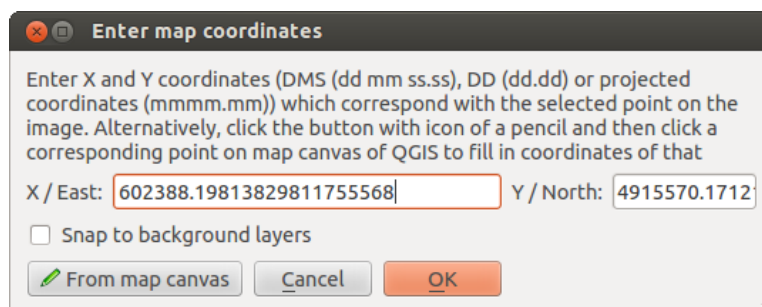 Enter map coordinates
Enter X and Y coordinates (DMS (dd mm ss.ss), DD (dd.dd) or projected
coordinates (mmmm.mm)) which correspond with the selected point on the
image. Alternatively, click the button with icon of a pencil and then click a
corresponding point on map canvas of QGIS to fill in coordinates of that
X / East: 602388.19813829811755568 Y / North: 4915570.1712
Snap to background layers
From map canvas Cancel OK